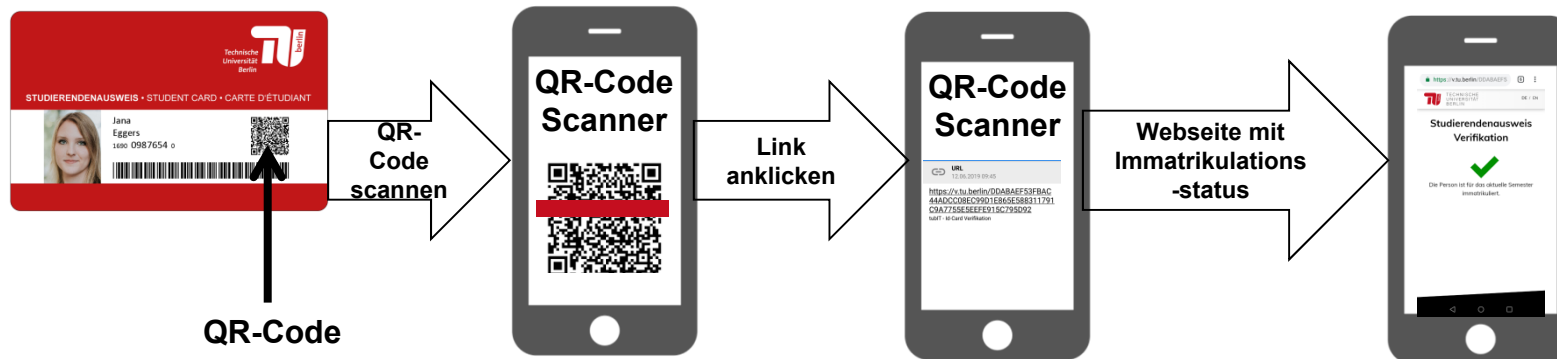 Technische
Universität
Berlin
berlin
STUDIERENDENAUSWEIS • STUDENT CARD • CARTE D'ÉTUDIANT
Jana
Eggers
1690 0987654 0
QR-Code
QR-
Code
scannen
QR-Code
Scanner
Link
anklicken
QR-Code
Scanner
URL
12.06.2019 09:45
https://v.tu.berlin/DDABAEF53FBAC
44ADCC08EC99D1E865E588311791
C9A7755E5EEFE915C795D92
tubIT - Id-Card Verifikation
Webseite mit
Immatrikulations
-status
https://v.tu.berlin/DDABAEF5
TECHNISCHE
UNIVERSITÄT
BERLIN
DE / EN
Studierendenausweis
Verifikation
Die Person ist für das aktuelle Semester
immatrikuliert.